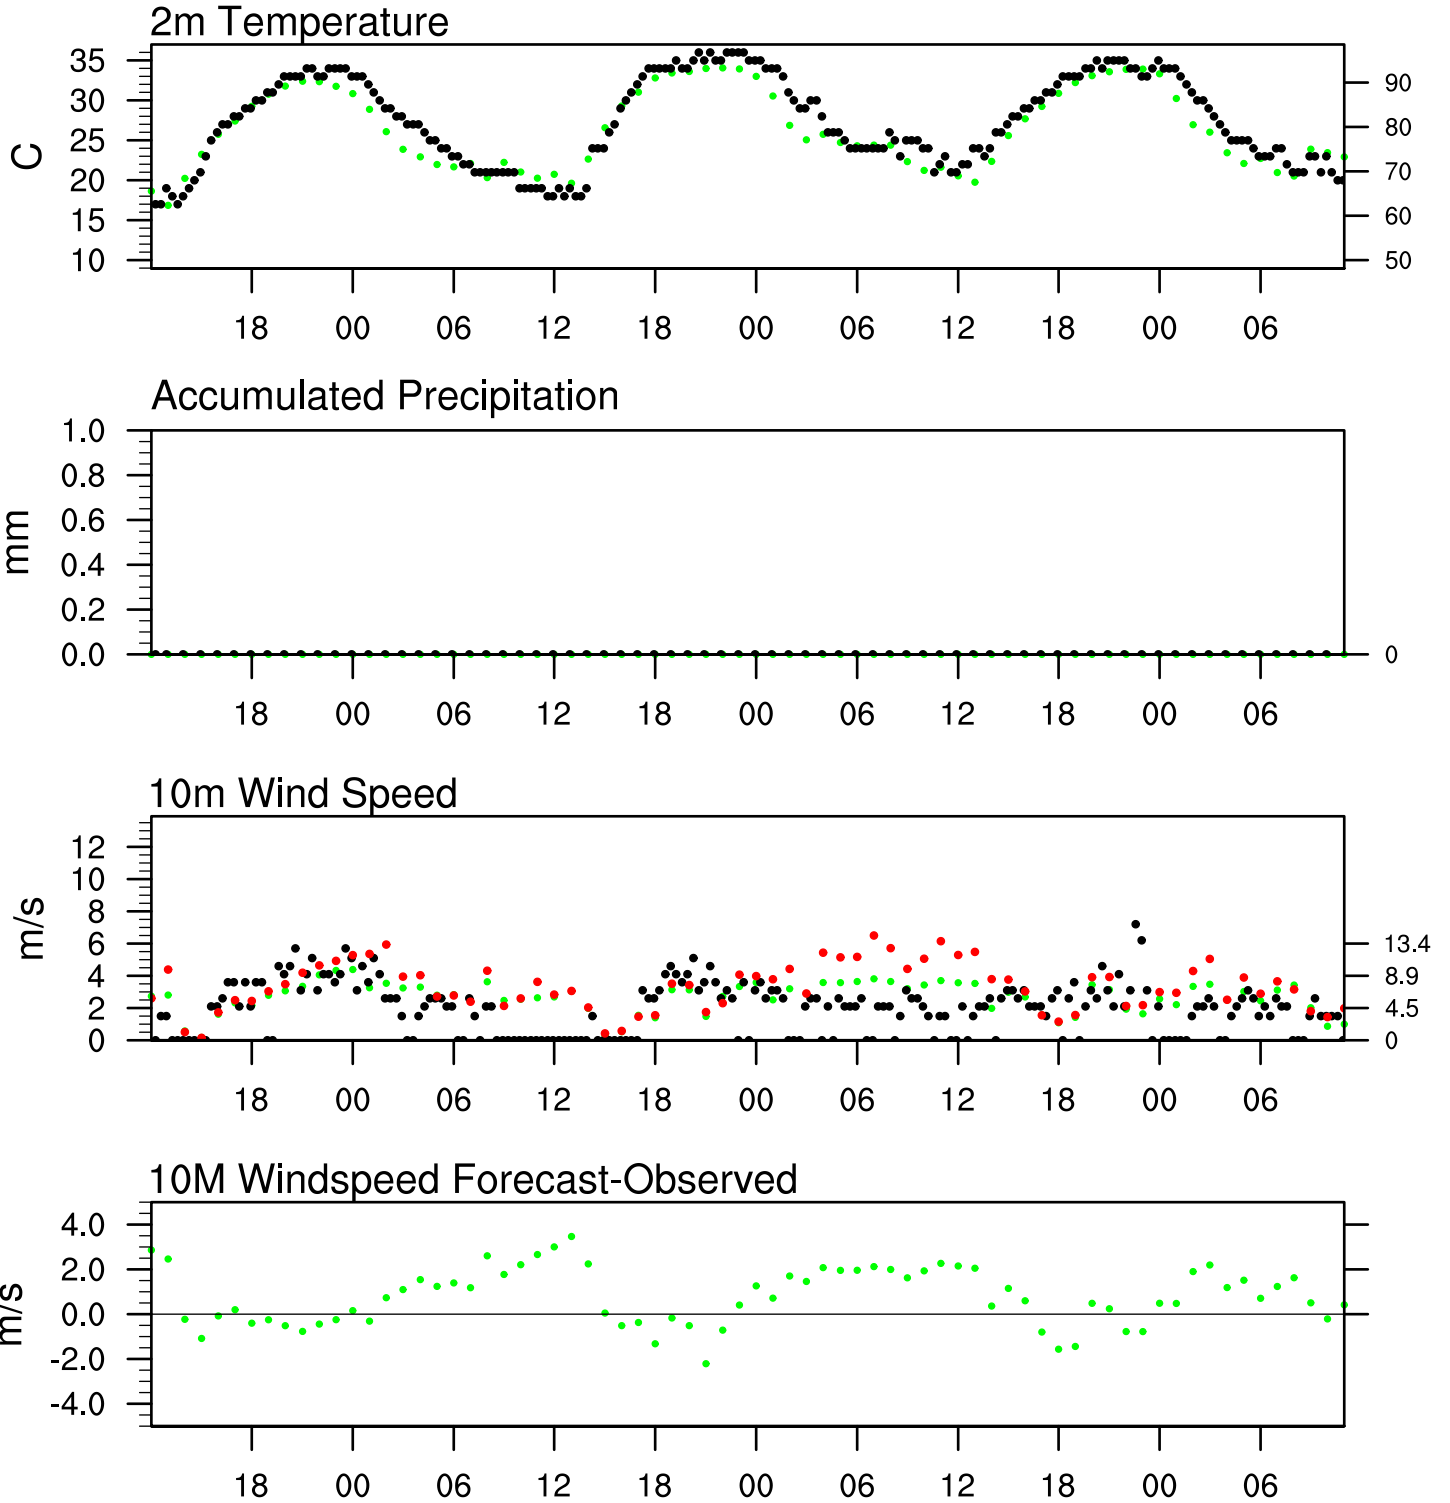 2m Temperature
35
30
25
20
15
10
C
90
80
70
60
50
18 00 06 12 18 00 06 12 18 00 06
Accumulated Precipitation
1.0
0.8
0.6
0.4
0.2
0.0
mm
0
18 00 06 12 18 00 06 12 18 00 06
10m Wind Speed
12
10
8
6
4
2
0
m/s
13.4
8.9
4.5
0
18 00 06 12 18 00 06 12 18 00 06
10M Windspeed Forecast-Observed
4.0
2.0
0.0
-2.0
-4.0
m/s
18 00 06 12 18 00 06 12 18 00 06